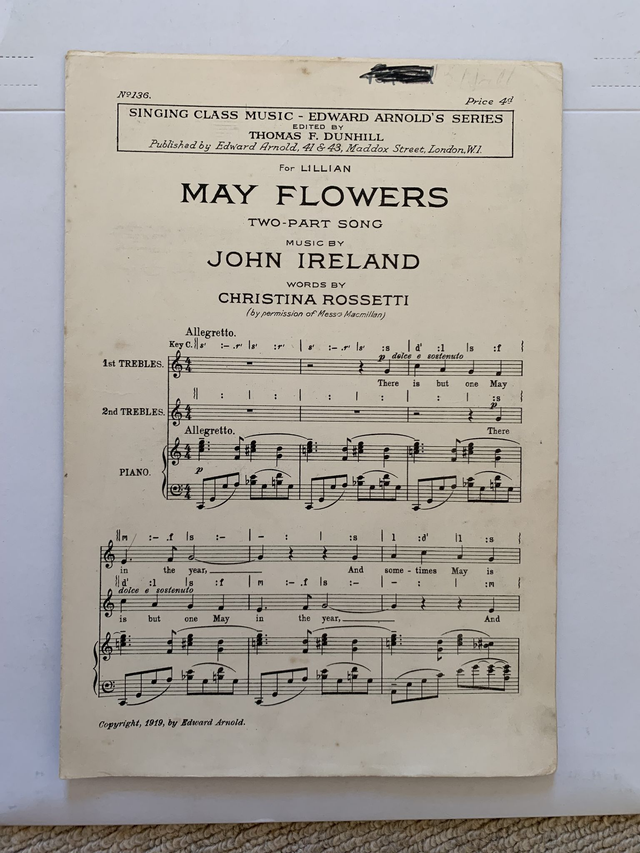 Nº136.
Price 4ᵈ
SINGING CLASS MUSIC - EDWARD ARNOLD'S SERIES
EDITED BY
THOMAS F. DUNHILL
Published by Edward Arnold, 41 & 43, Maddox Street, London, W.1.
For LILLIAN
MAY FLOWERS
TWO-PART SONG
MUSIC BY
JOHN IRELAND
WORDS BY
CHRISTINA ROSSETTI
(by permission of Messrs Macmillan)
Allegretto.
Key C. s' :- .r' s' :r' s' :- .r' s' :s d' :l s :f
p dolce e sostenuto
1st TREBLES.
There is but one May
: : : : : :s
p
2nd TREBLES.
There
Allegretto.
PIANO.
p
m :- .f s :- - : :s l :d' l :s
in the year, And some - times May is
d' :l s :f m :- .f s :- - : :m
dolce e sostenuto
is but one May in the year, And
Copyright, 1919, by Edward Arnold.